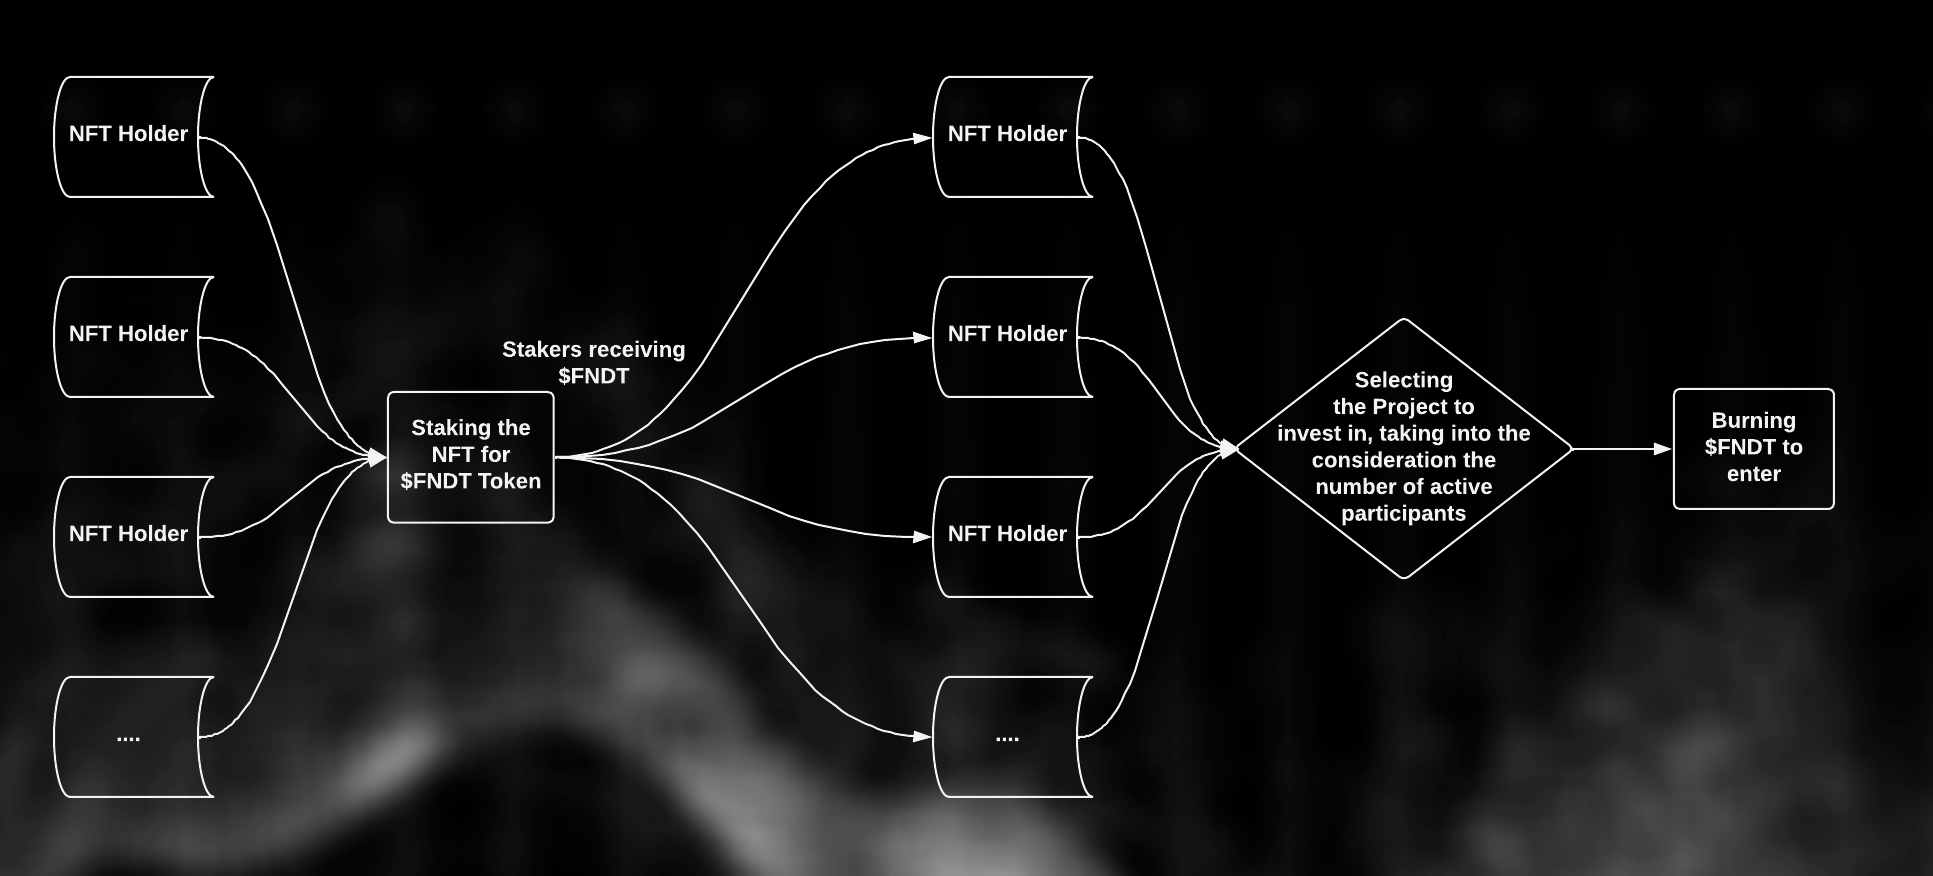 NFT Holder
NFT Holder
NFT Holder
....
Staking the
NFT for
$FNDT Token
Stakers receiving
$FNDT
NFT Holder
NFT Holder
NFT Holder
....
Selecting
the Project to
invest in, taking into the
consideration the
number of active
participants
Burning
$FNDT to
enter